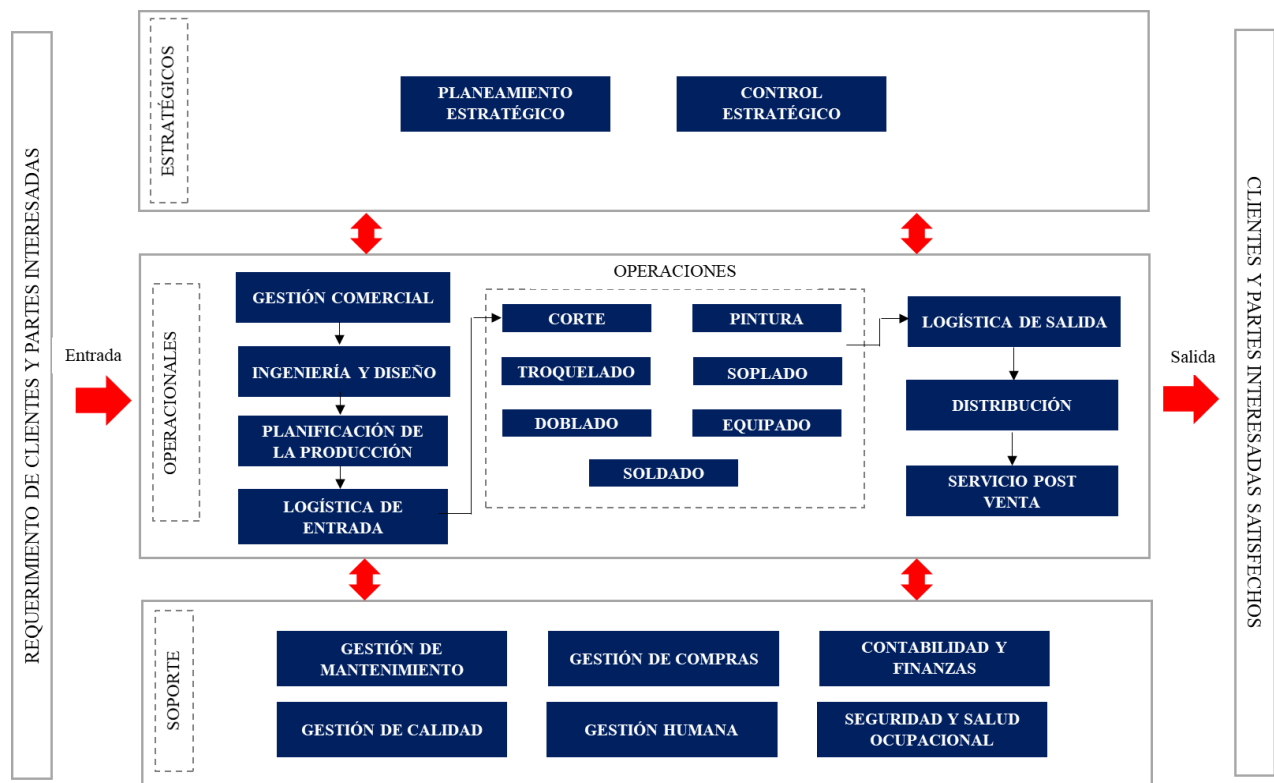 REQUERIMIENTO DE CLIENTES Y PARTES INTERESADAS
Entrada
ESTRATÉGICOS
PLANEAMIENTO
ESTRATÉGICO
CONTROL
ESTRATÉGICO
OPERACIONALES
GESTIÓN COMERCIAL
INGENIERÍA Y DISEÑO
PLANIFICACIÓN DE
LA PRODUCCIÓN
LOGÍSTICA DE
ENTRADA
OPERACIONES
CORTE
PINTURA
TROQUELADO
SOPLADO
DOBLADO
EQUIPADO
SOLDADO
LOGÍSTICA DE SALIDA
DISTRIBUCIÓN
SERVICIO POST
VENTA
SOPORTE
GESTIÓN DE
MANTENIMIENTO
GESTIÓN DE COMPRAS
CONTABILIDAD Y
FINANZAS
GESTIÓN DE CALIDAD
GESTIÓN HUMANA
SEGURIDAD Y SALUD
OCUPACIONAL
Salida
CLIENTES Y PARTES INTERESADAS SATISFECHOS